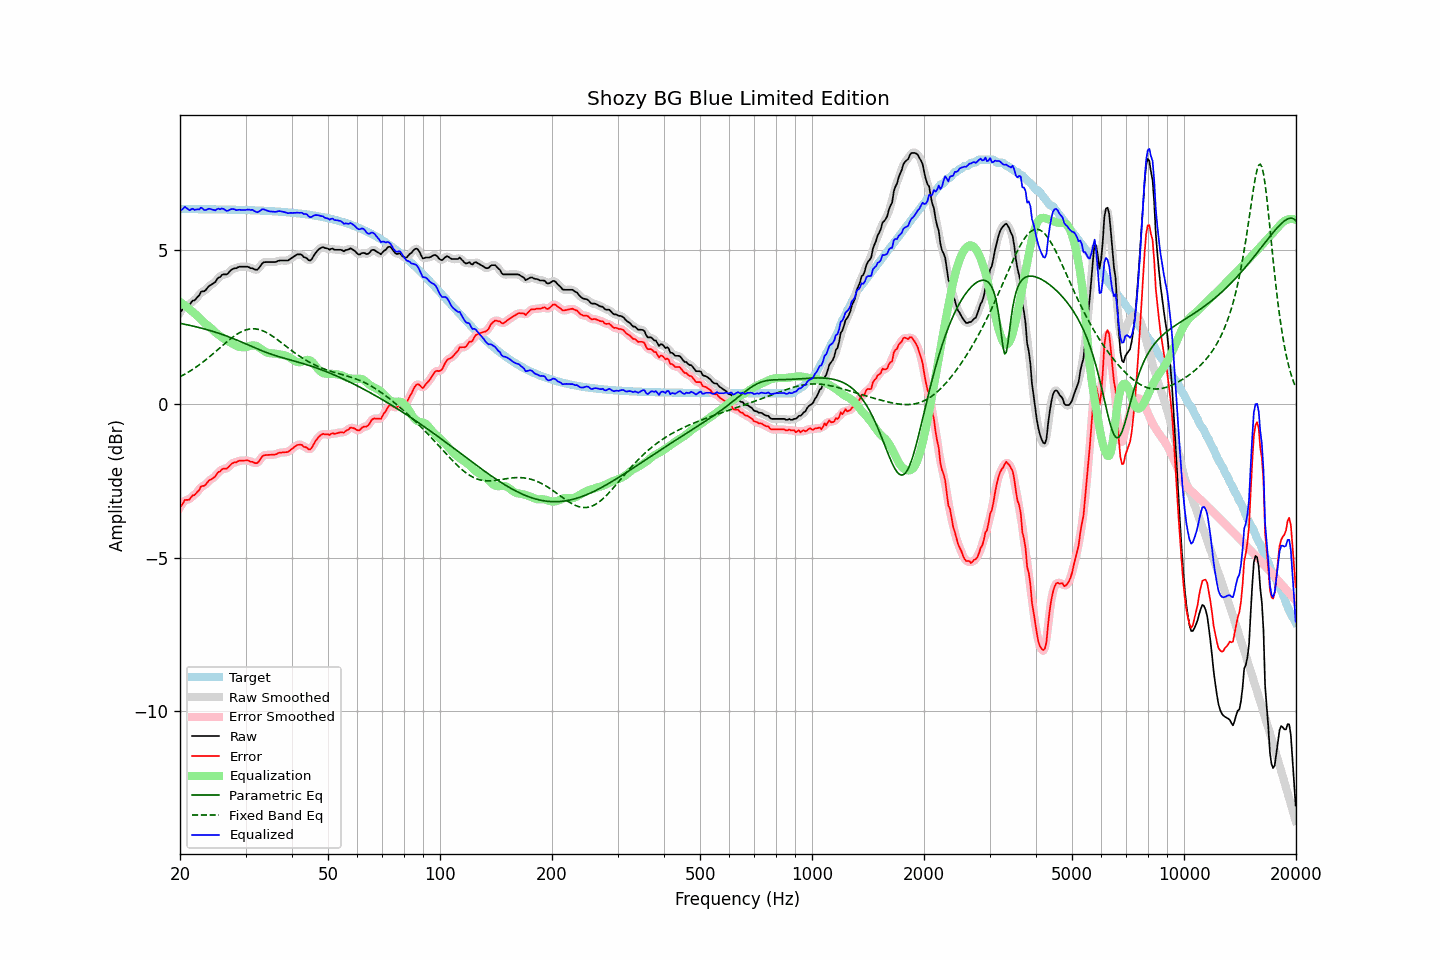 Shozy BG Blue Limited Edition
Amplitude (dBr)
5
0
−5
−10
Target
Raw Smoothed
Error Smoothed
Raw
Error
Equalization
Parametric Eq
Fixed Band Eq
Equalized
20 50 100 200 500 1000 2000 5000 10000 20000
Frequency (Hz)